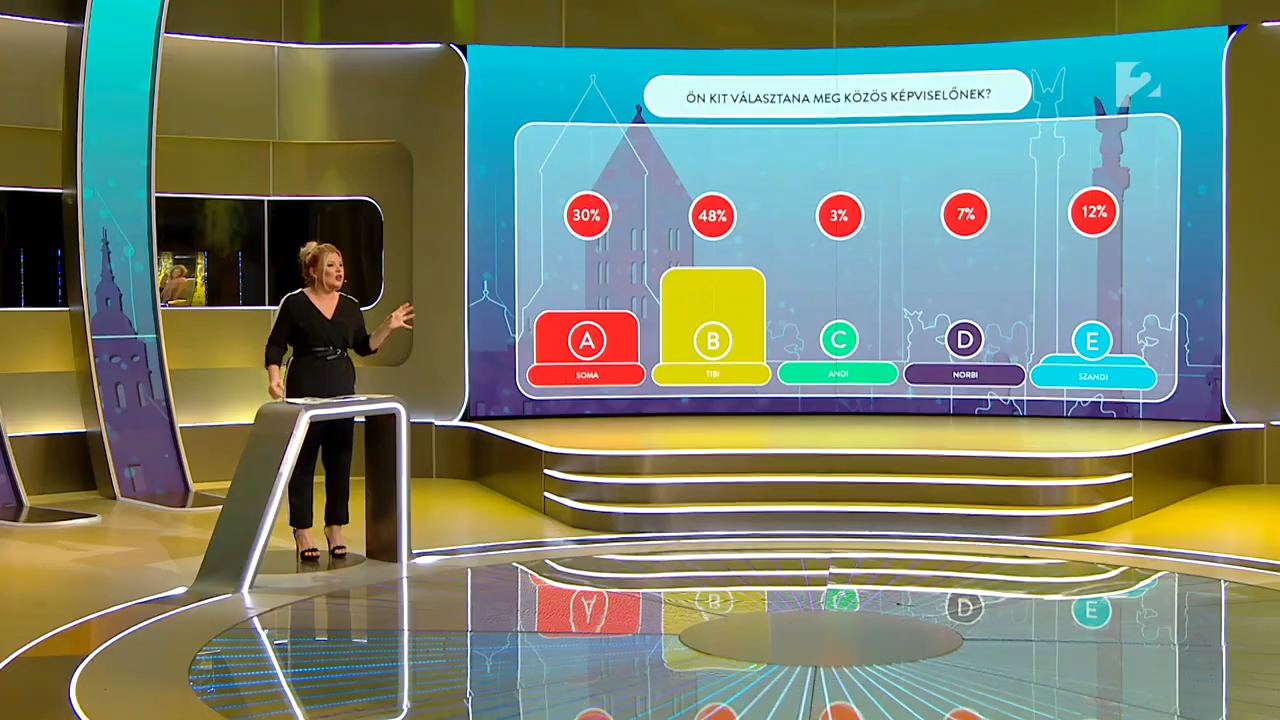 2
ÖN KIT VÁLASZTANA MEG KÖZÖS KÉPVISELŐNEK?
30% 48% 3% 7% 12%
A B C D E
SOMA TIBI ANDI NORBI SZANDI